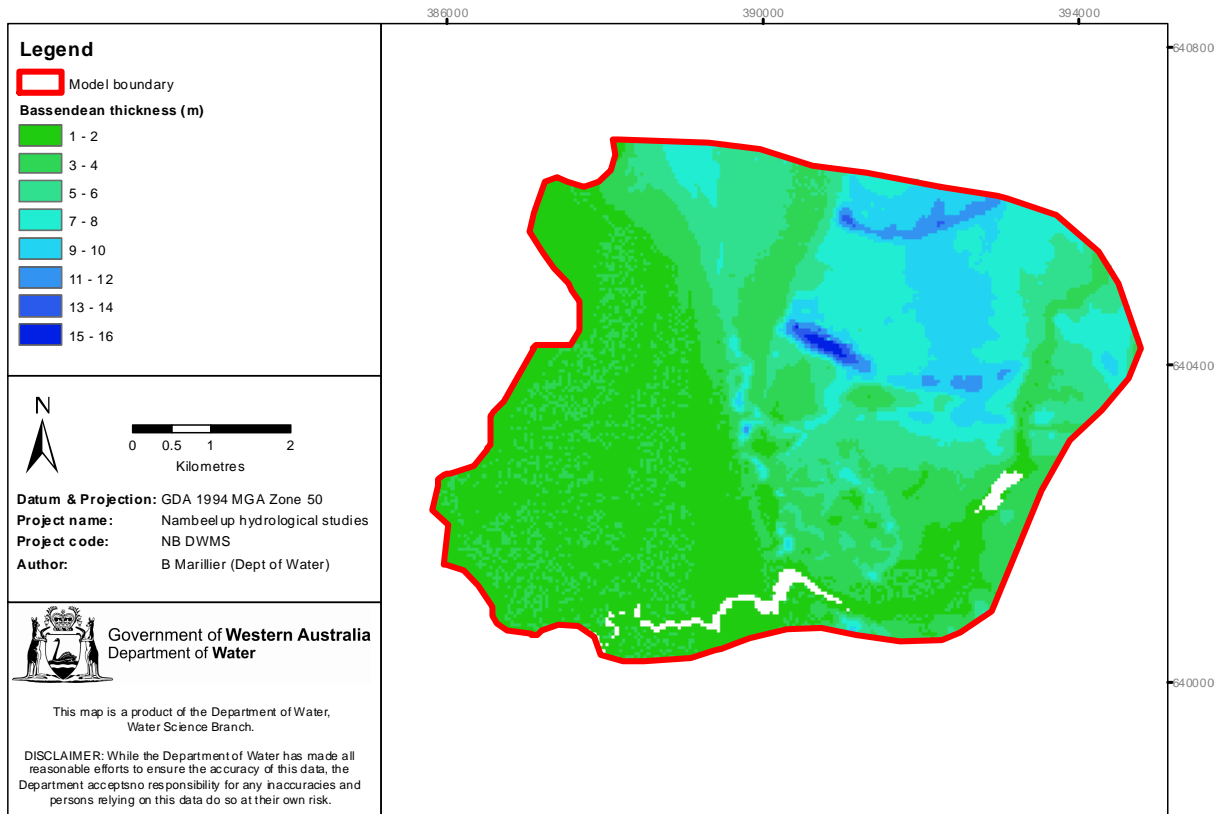 386000
390000
394000
640800
640400
640000
Legend
Model boundary
Bassendean thickness (m)
1 - 2
3 - 4
5 - 6
7 - 8
9 - 10
11 - 12
13 - 14
15 - 16
N
0 0.5 1 2
Kilometres
Datum & Projection: GDA 1994 MGA Zone 50
Project name: Nambeelup hydrological studies
Project code: NB DWMS
Author: B Marillier (Dept of Water)
Government of Western Australia
Department of Water
This map is a product of the Department of Water,
Water Science Branch.
DISCLAIMER: While the Department of Water has made all
reasonable efforts to ensure the accuracy of this data, the
Department acceptsno responsibility for any inaccuracies and
persons relying on this data do so at their own risk.